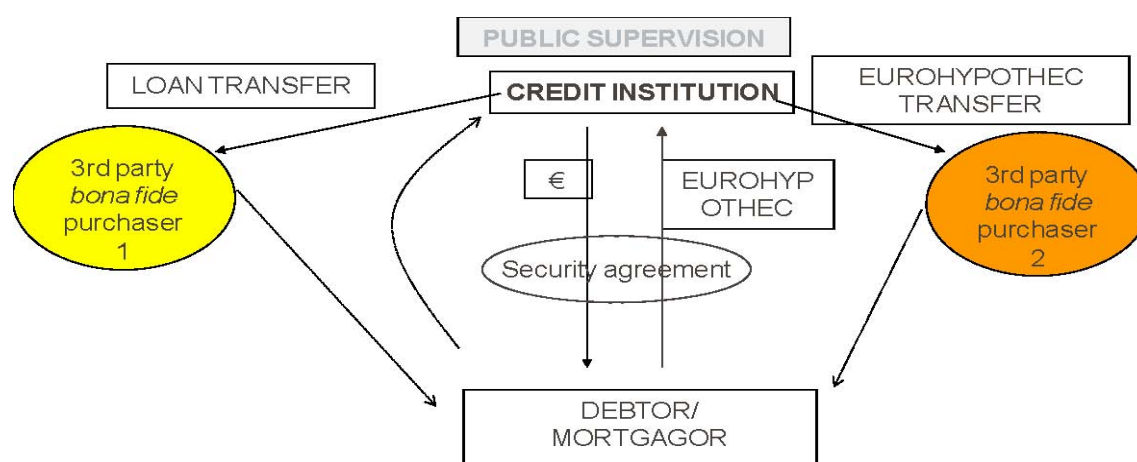 PUBLIC SUPERVISION
LOAN TRANSFER
CREDIT INSTITUTION
EUROHYPOTHEC
TRANSFER
3rd party
bona fide
purchaser
1
€
EUROHYP
OTHEC
3rd party
bona fide
purchaser
2
Security agreement
DEBTOR/
MORTGAGOR